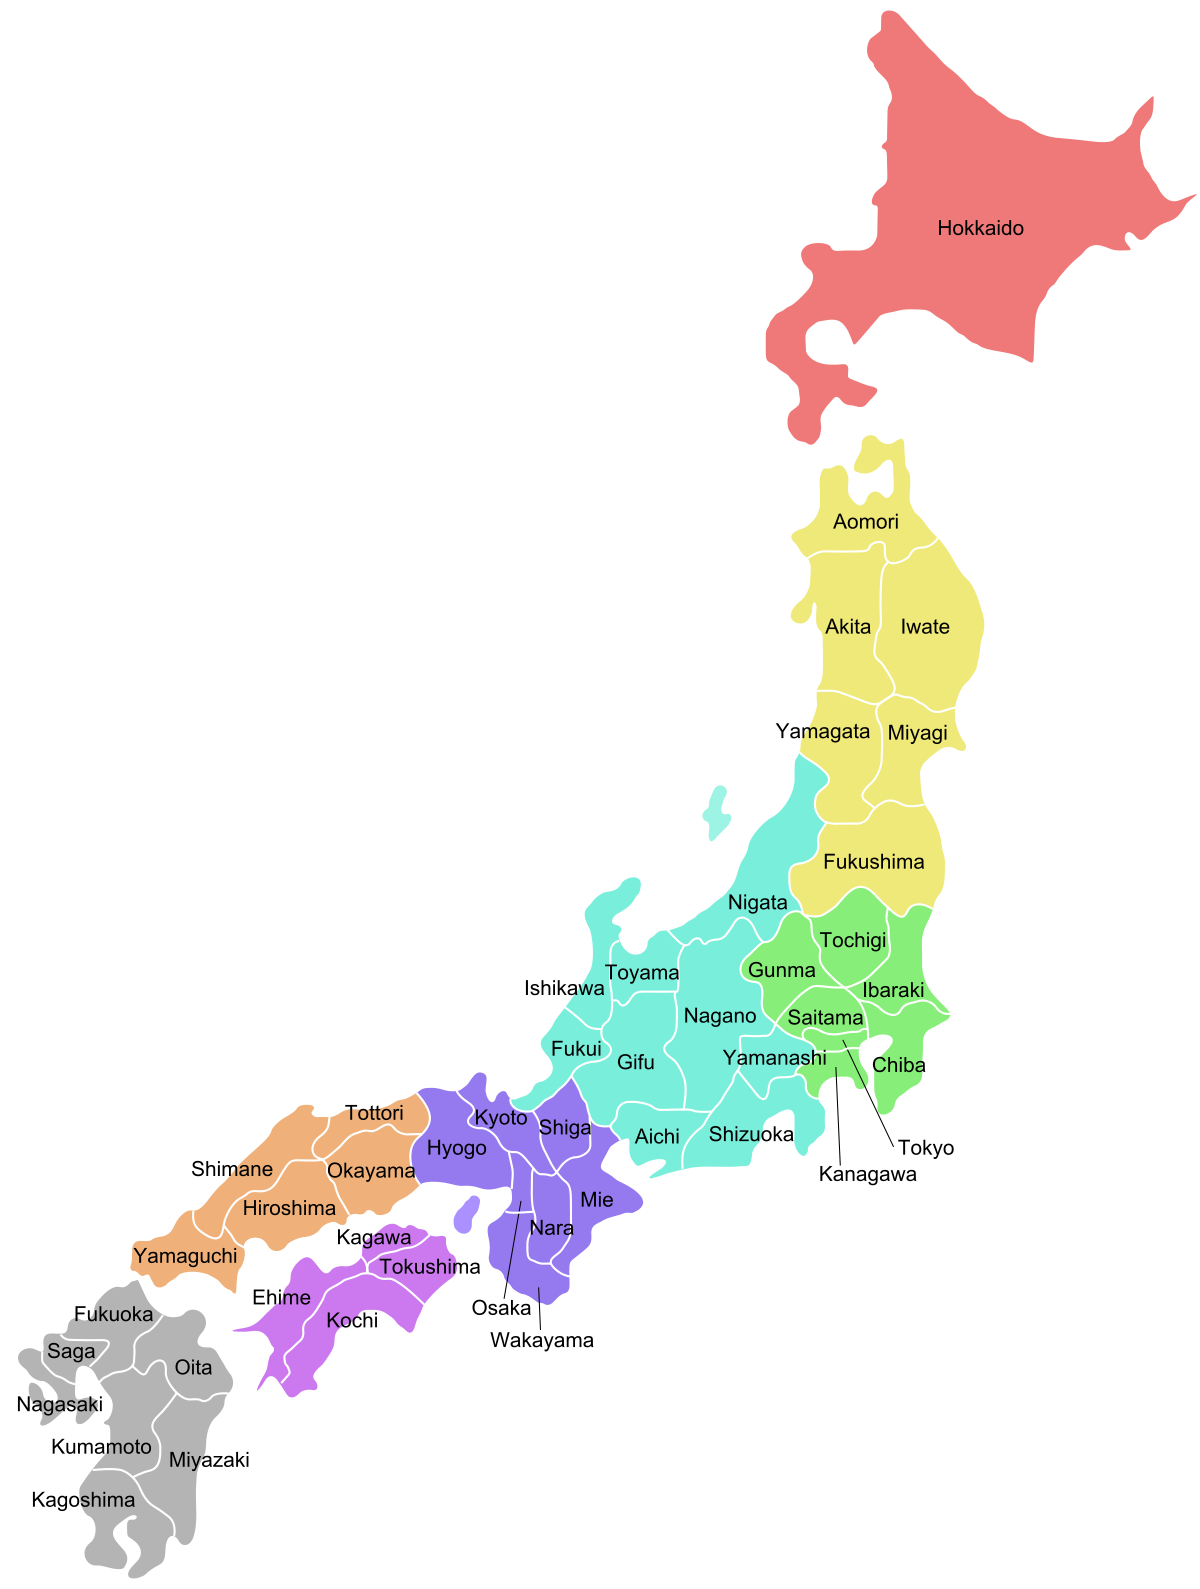 Hokkaido
Aomori
Akita
Iwate
Yamagata
Miyagi
Fukushima
Nigata
Tochigi
Gunma
Toyama
Ishikawa
Ibaraki
Nagano
Saitama
Fukui
Gifu
Yamanashi
Chiba
Tottori
Kyoto
Shiga
Aichi
Shizuoka
Hyogo
Tokyo
Shimane
Okayama
Kanagawa
Mie
Hiroshima
Nara
Kagawa
Yamaguchi
Tokushima
Ehime
Osaka
Fukuoka
Kochi
Wakayama
Saga
Oita
Nagasaki
Kumamoto
Miyazaki
Kagoshima